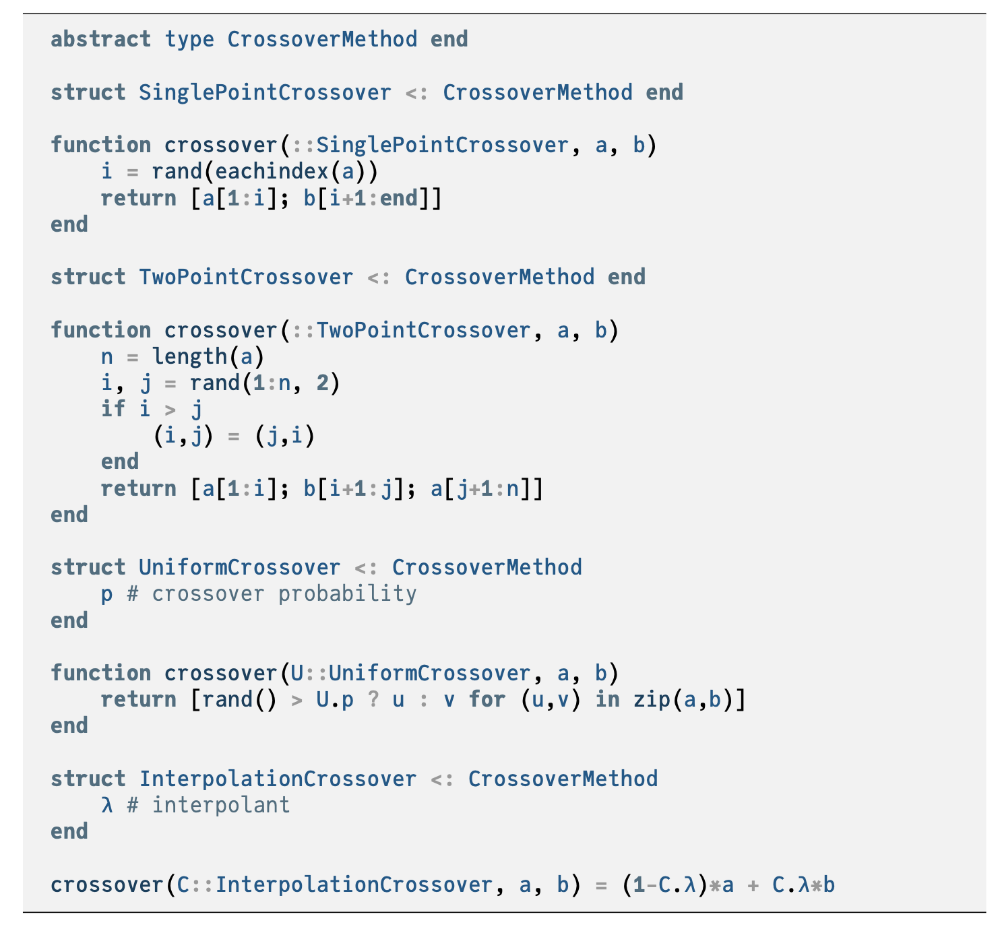 abstract type CrossoverMethod end
struct SinglePointCrossover <: CrossoverMethod end
function crossover(::SinglePointCrossover, a, b)
    i = rand(eachindex(a))
    return [a[1:i]; b[i+1:end]]
end
struct TwoPointCrossover <: CrossoverMethod end
function crossover(::TwoPointCrossover, a, b)
    n = length(a)
    i, j = rand(1:n, 2)
    if i > j
        (i,j) = (j,i)
    end
    return [a[1:i]; b[i+1:j]; a[j+1:n]]
end
struct UniformCrossover <: CrossoverMethod
    p # crossover probability
end
function crossover(U::UniformCrossover, a, b)
    return [rand() > U.p ? u : v for (u,v) in zip(a,b)]
end
struct InterpolationCrossover <: CrossoverMethod
    λ # interpolant
end
crossover(C::InterpolationCrossover, a, b) = (1-C.λ)*a + C.λ*b